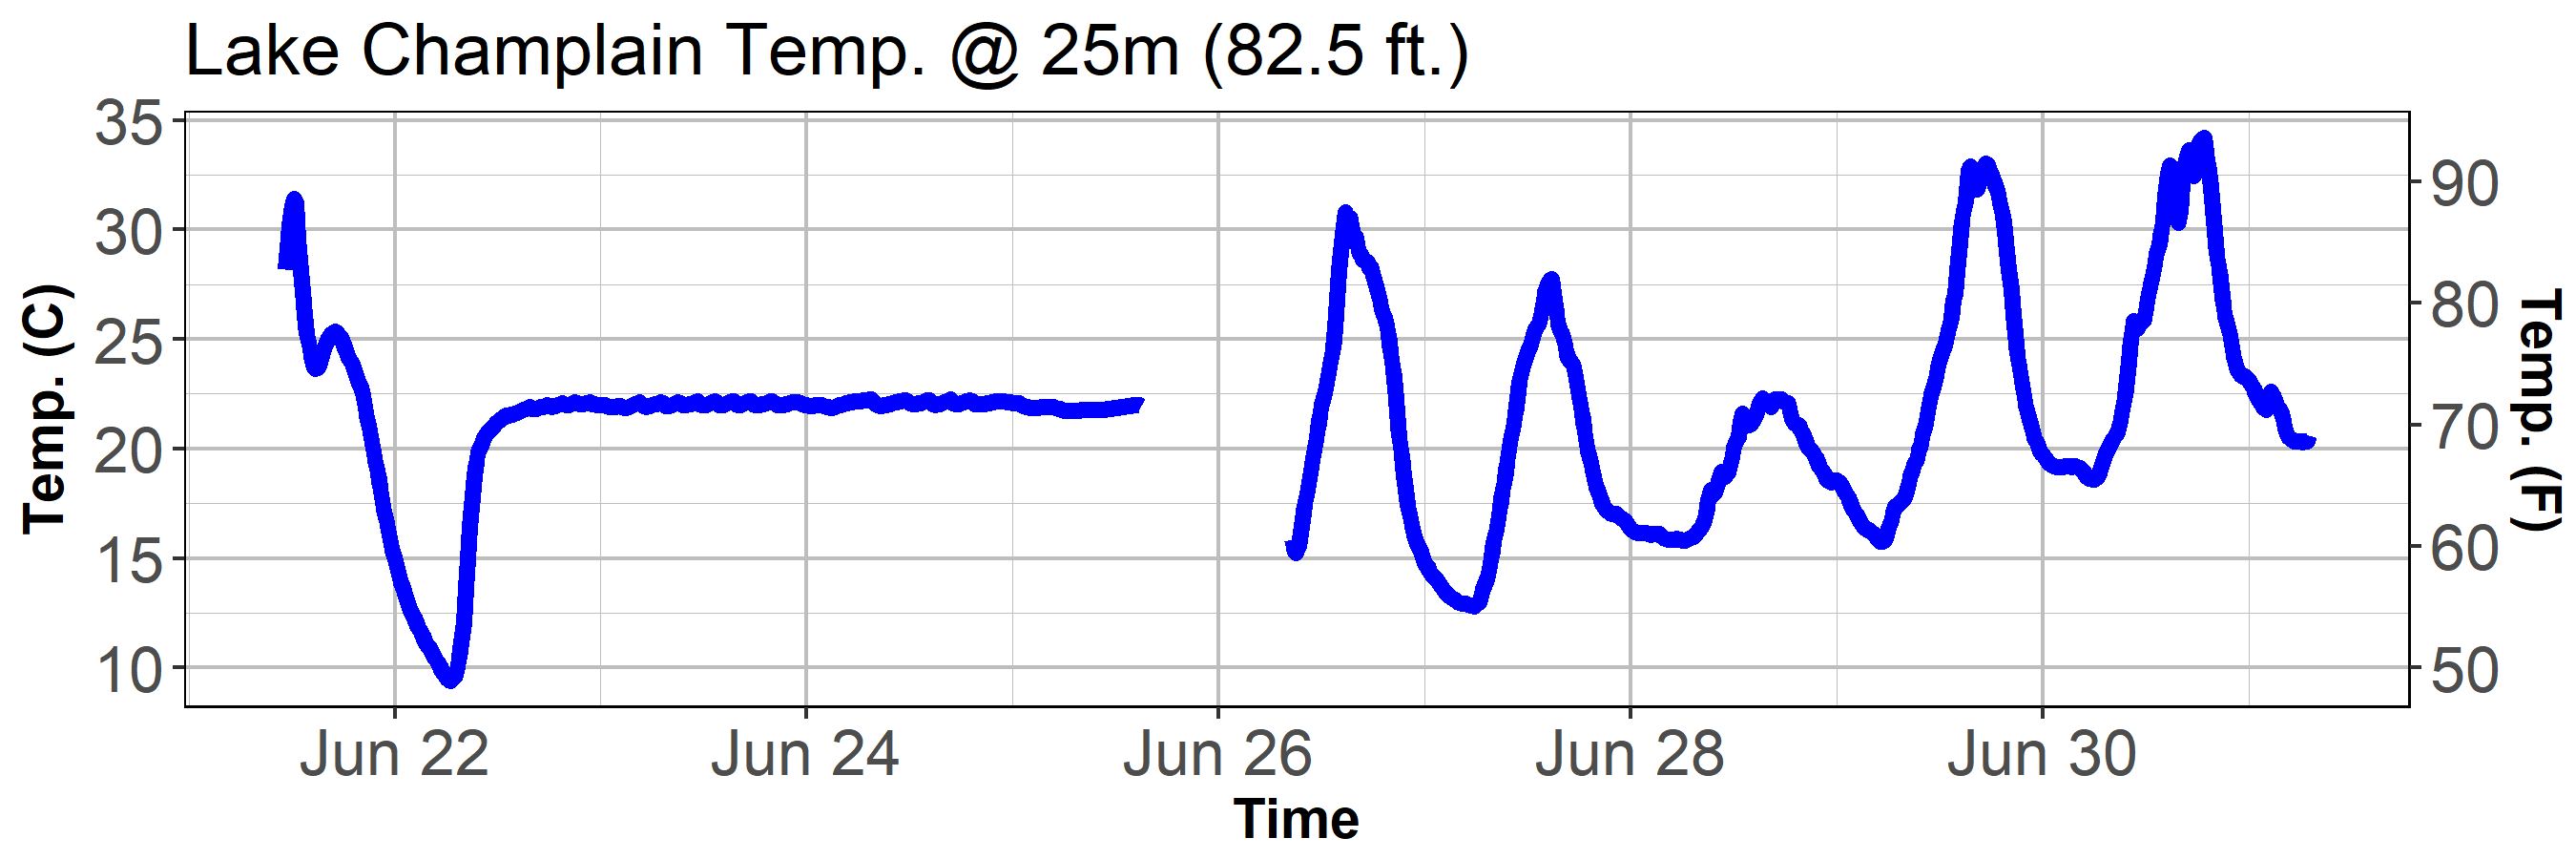 Lake Champlain Temp. @ 25m (82.5 ft.)
35
30
25
20
15
10
Temp. (C)
90
80
70
60
50
Temp. (F)
Jun 22 Jun 24 Jun 26 Jun 28 Jun 30
Time